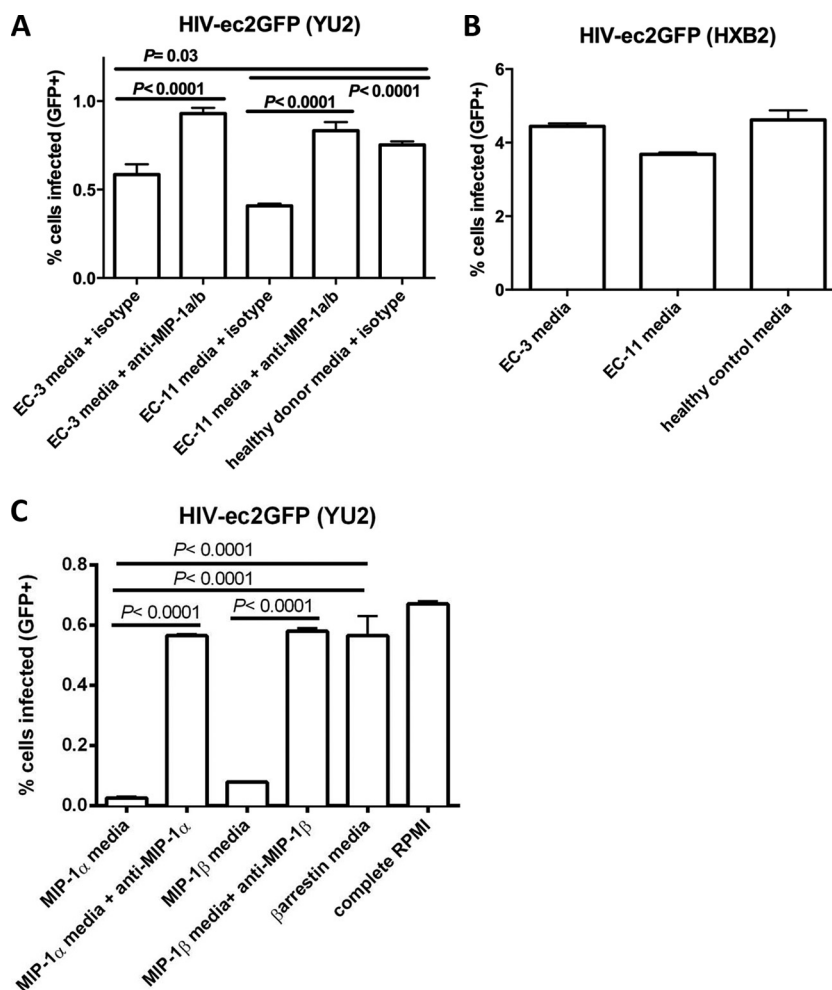 A
HIV-ec2GFP (YU2)
P= 0.03
P< 0.0001
P< 0.0001
P< 0.0001
% cells infected (GFP+)
1.0
0.5
0.0
EC-3 media + isotype
EC-3 media + anti-MIP-1a/b
EC-11 media + isotype
EC-11 media + anti-MIP-1a/b
healthy donor media + isotype
B
HIV-ec2GFP (HXB2)
% cells infected (GFP+)
6
4
2
0
EC-3 media
EC-11 media
healthy control media
C
HIV-ec2GFP (YU2)
P< 0.0001
P< 0.0001
P< 0.0001
P< 0.0001
% cells infected (GFP+)
0.8
0.6
0.4
0.2
0.0
MIP-1α media
MIP-1α media + anti-MIP-1α
MIP-1β media
MIP-1β media+ anti-MIP-1β
βarrestin media
complete RPMI